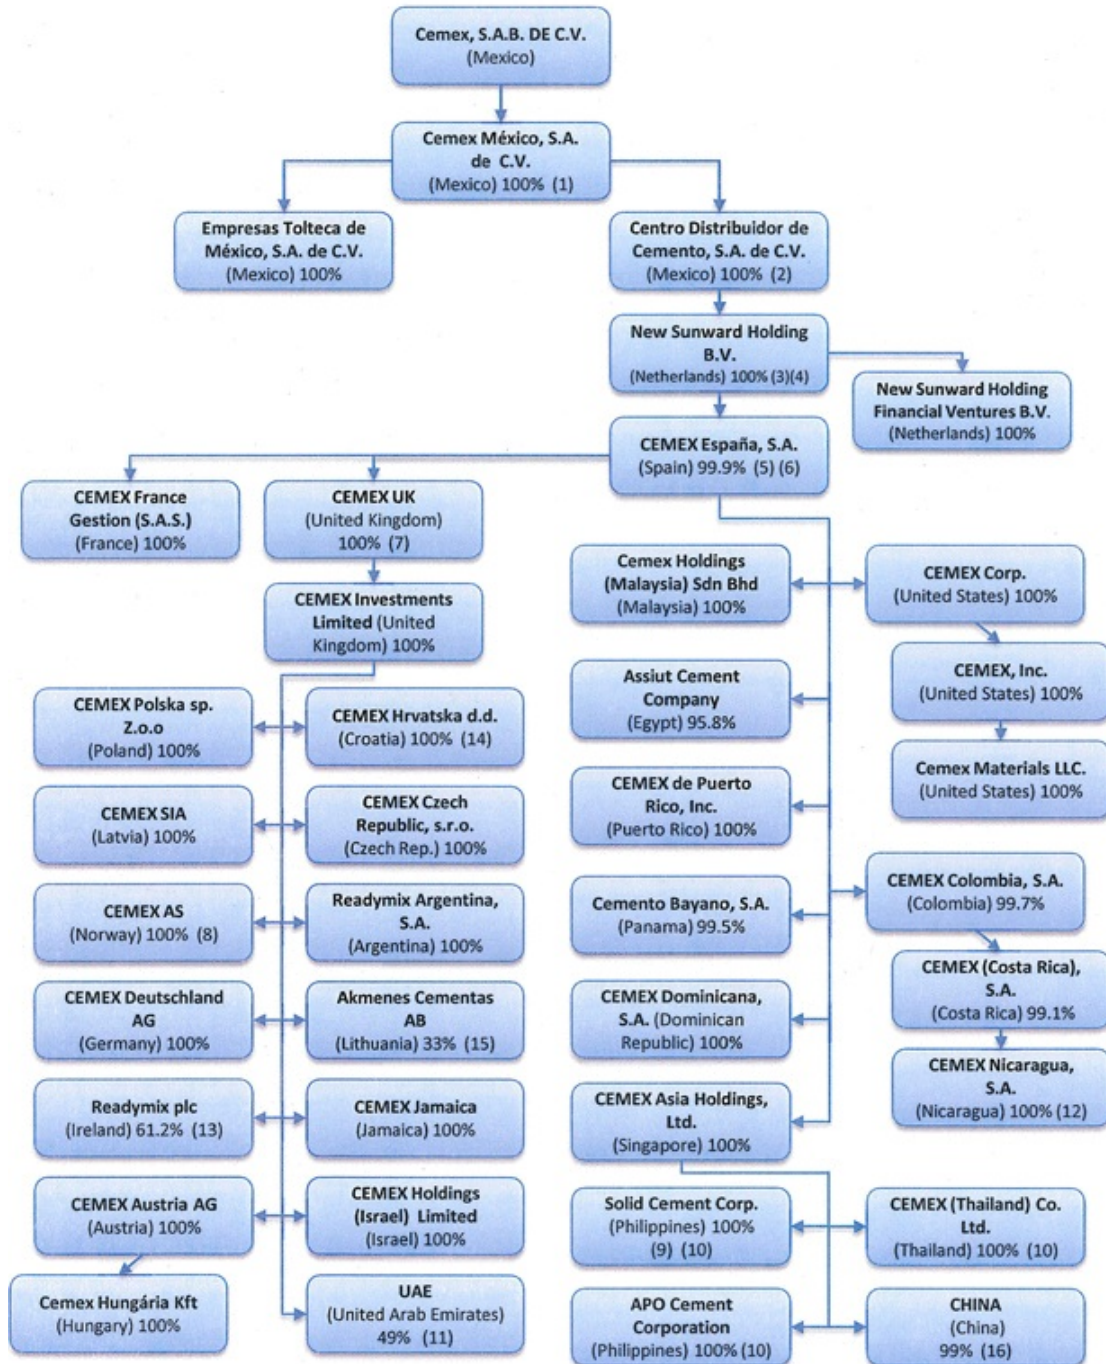 Cemex, S.A.B. DE C.V.
(Mexico)
Cemex México, S.A.
de C.V.
(Mexico) 100% (1)
Empresas Tolteca de
México, S.A. de C.V.
(Mexico) 100%
Centro Distribuidor de
Cemento, S.A. de C.V.
(Mexico) 100% (2)
New Sunward Holding
B.V.
(Netherlands) 100% (3)(4)
New Sunward Holding
Financial Ventures B.V.
(Netherlands) 100%
CEMEX España, S.A.
(Spain) 99.9% (5) (6)
CEMEX France
Gestion (S.A.S.)
(France) 100%
CEMEX UK
(United Kingdom)
100% (7)
CEMEX Investments
Limited (United
Kingdom) 100%
CEMEX Polska sp.
Z.o.o
(Poland) 100%
CEMEX Hrvatska d.d.
(Croatia) 100% (14)
CEMEX SIA
(Latvia) 100%
CEMEX Czech
Republic, s.r.o.
(Czech Rep.) 100%
CEMEX AS
(Norway) 100% (8)
Readymix Argentina,
S.A.
(Argentina) 100%
CEMEX Deutschland
AG
(Germany) 100%
Akmenes Cementas
AB
(Lithuania) 33% (15)
Readymix plc
(Ireland) 61.2% (13)
CEMEX Jamaica
(Jamaica) 100%
CEMEX Austria AG
(Austria) 100%
CEMEX Holdings
(Israel) Limited
(Israel) 100%
Cemex Hungária Kft
(Hungary) 100%
UAE
(United Arab Emirates)
49% (11)
Cemex Holdings
(Malaysia) Sdn Bhd
(Malaysia) 100%
CEMEX Corp.
(United States) 100%
Assiut Cement
Company
(Egypt) 95.8%
CEMEX, Inc.
(United States) 100%
CEMEX de Puerto
Rico, Inc.
(Puerto Rico) 100%
Cemex Materials LLC.
(United States) 100%
Cemento Bayano, S.A.
(Panama) 99.5%
CEMEX Colombia, S.A.
(Colombia) 99.7%
CEMEX Dominicana,
S.A. (Dominican
Republic) 100%
CEMEX (Costa Rica),
S.A.
(Costa Rica) 99.1%
CEMEX Asia Holdings,
Ltd.
(Singapore) 100%
CEMEX Nicaragua,
S.A.
(Nicaragua) 100% (12)
Solid Cement Corp.
(Philippines) 100%
(9) (10)
CEMEX (Thailand) Co.
Ltd.
(Thailand) 100% (10)
APO Cement
Corporation
(Philippines) 100% (10)
CHINA
(China)
99% (16)